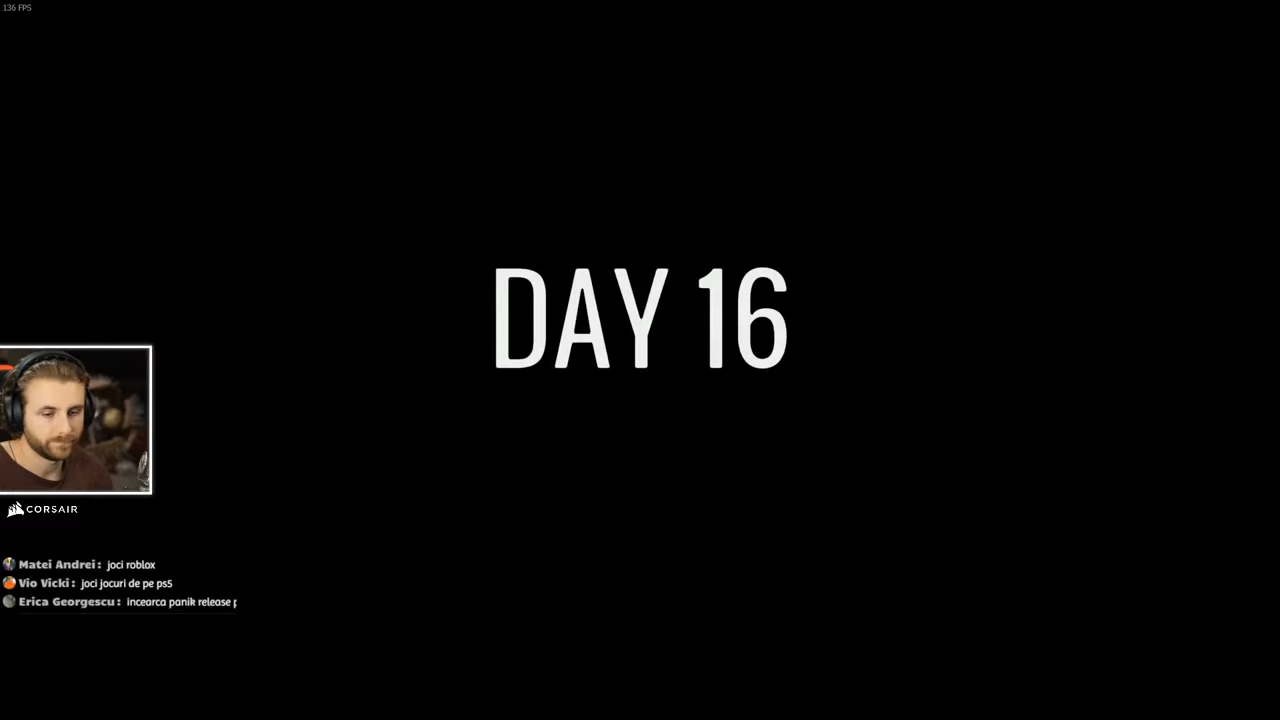 136 FPS
DAY 16
CORSAIR
Matei Andrei: joci roblox
Vio Vicki: joci jocuri de pe ps5
Erica Georgescu: incearca panik release p